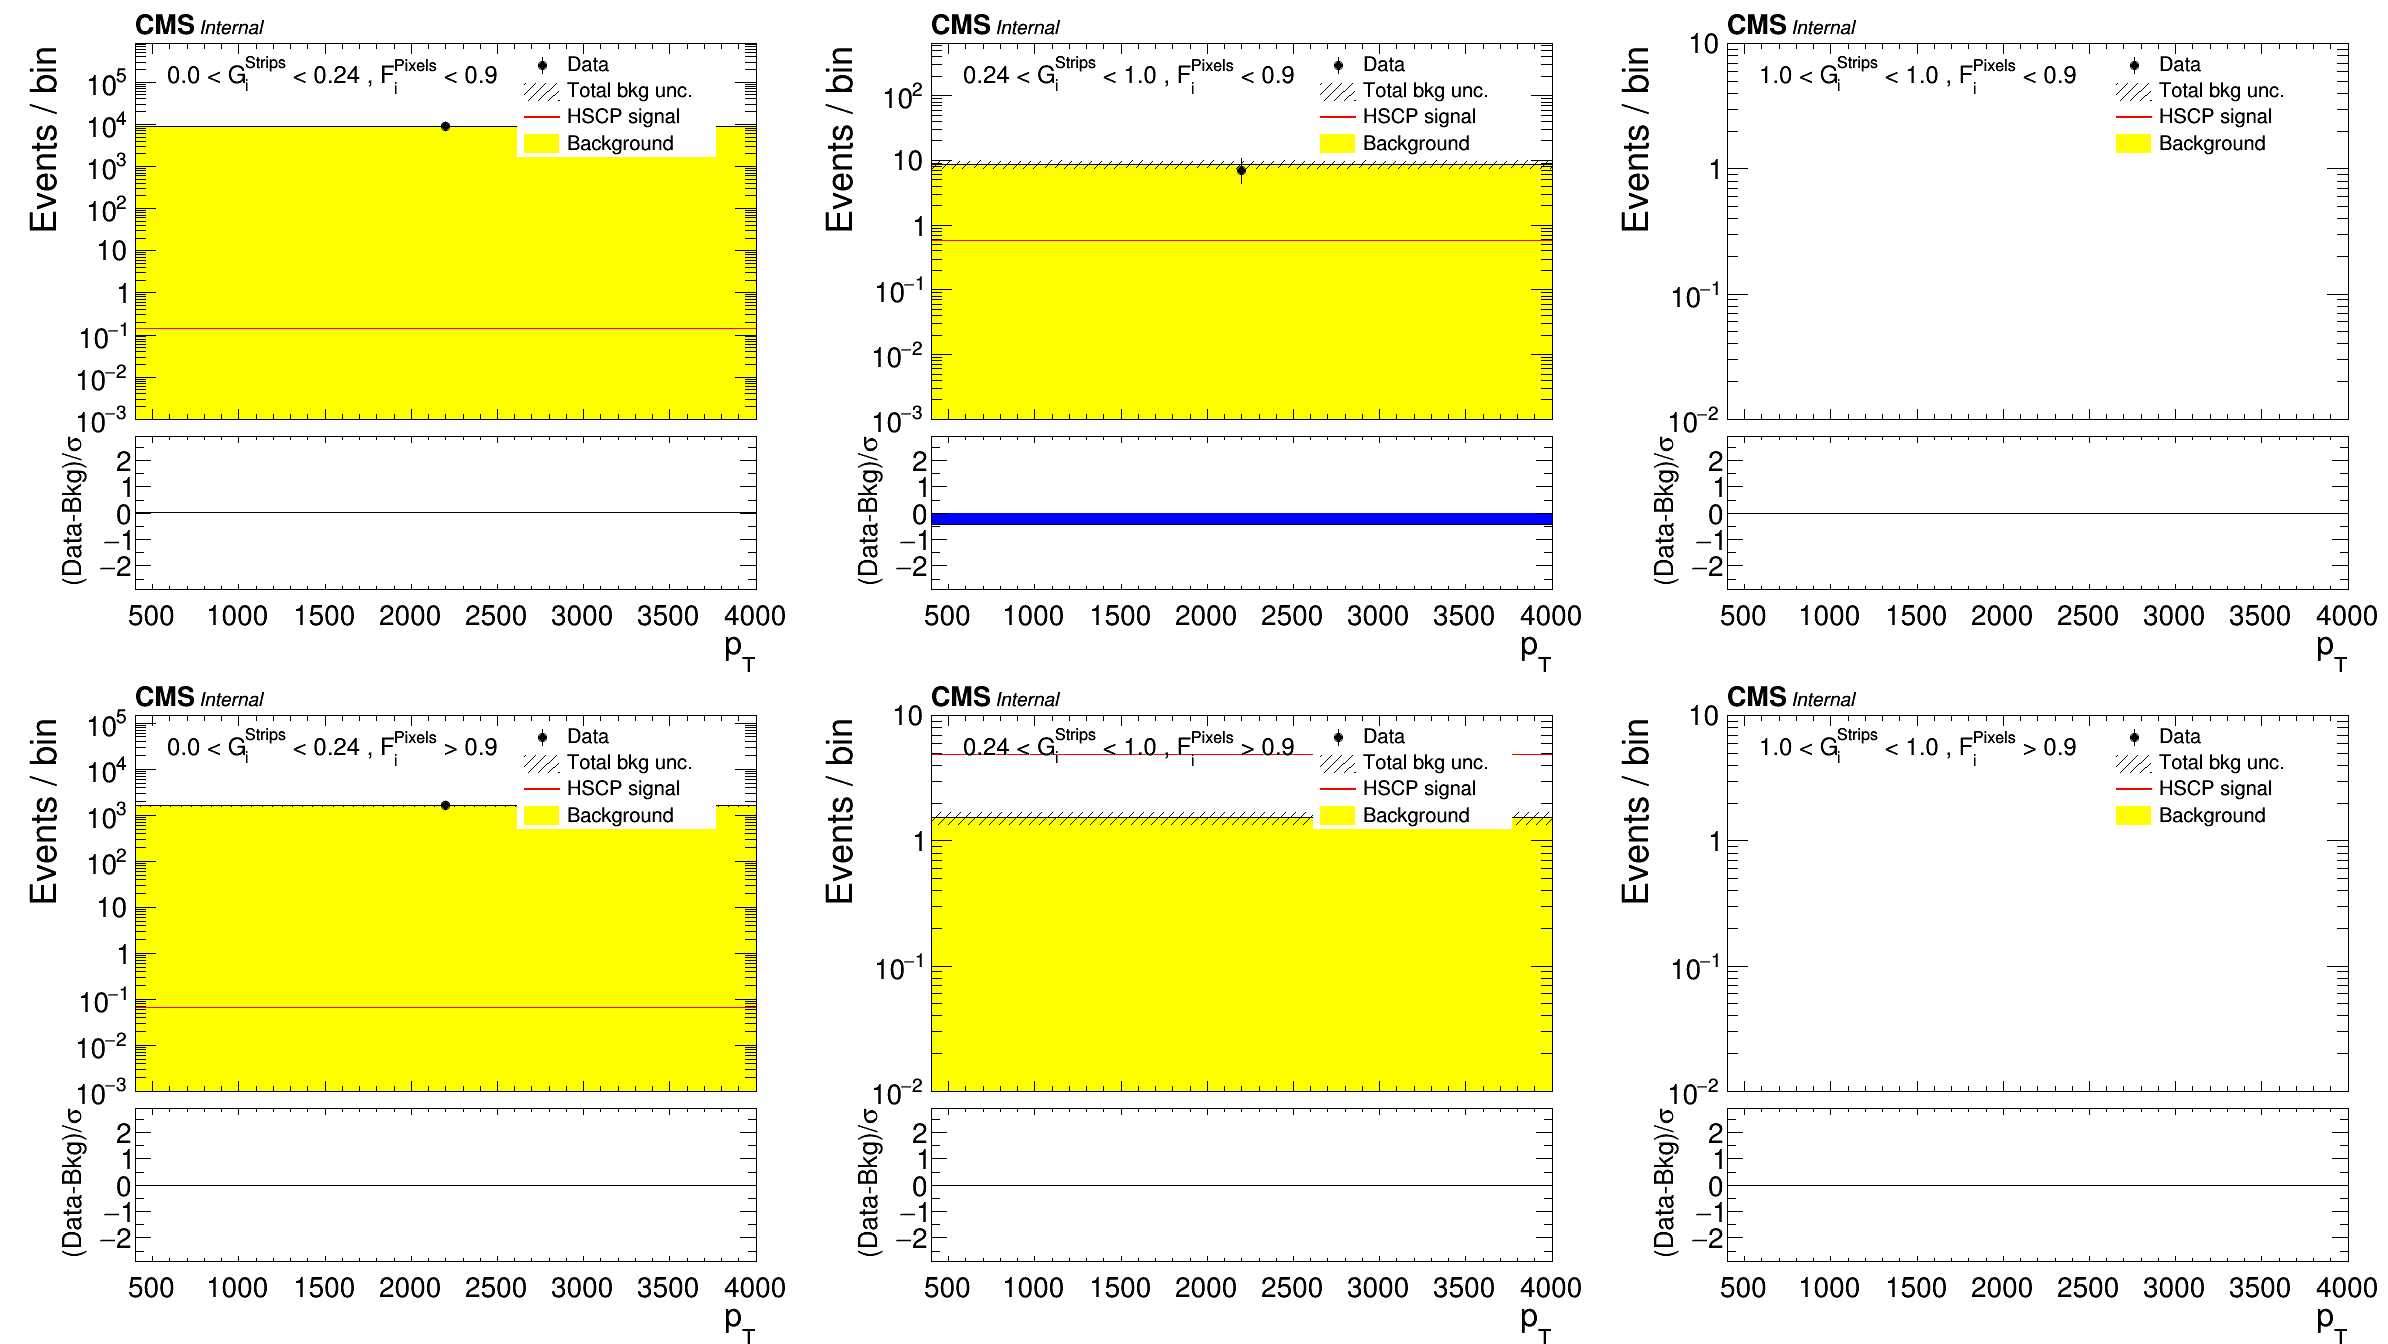 CMS Internal
Events / bin
0.0 < G_i^Strips < 0.24 , F_i^Pixels < 0.9
Data
Total bkg unc.
HSCP signal
Background
10^5
10^4
10^3
10^2
10
1
10^−1
10^−2
10^−3
(Data-Bkg)/σ
2
1
0
−1
−2
500 1000 1500 2000 2500 3000 3500 4000
p_T
CMS Internal
Events / bin
0.24 < G_i^Strips < 1.0 , F_i^Pixels < 0.9
Data
Total bkg unc.
HSCP signal
Background
10^2
10
1
10^−1
10^−2
10^−3
(Data-Bkg)/σ
2
1
0
−1
−2
500 1000 1500 2000 2500 3000 3500 4000
p_T
CMS Internal
Events / bin
1.0 < G_i^Strips < 1.0 , F_i^Pixels < 0.9
Data
Total bkg unc.
HSCP signal
Background
10
1
10^−1
10^−2
(Data-Bkg)/σ
2
1
0
−1
−2
500 1000 1500 2000 2500 3000 3500 4000
p_T
CMS Internal
Events / bin
0.0 < G_i^Strips < 0.24 , F_i^Pixels > 0.9
Data
Total bkg unc.
HSCP signal
Background
10^5
10^4
10^3
10^2
10
1
10^−1
10^−2
10^−3
(Data-Bkg)/σ
2
1
0
−1
−2
500 1000 1500 2000 2500 3000 3500 4000
p_T
CMS Internal
Events / bin
0.24 < G_i^Strips < 1.0 , F_i^Pixels > 0.9
Data
Total bkg unc.
HSCP signal
Background
10
1
10^−1
10^−2
(Data-Bkg)/σ
2
1
0
−1
−2
500 1000 1500 2000 2500 3000 3500 4000
p_T
CMS Internal
Events / bin
1.0 < G_i^Strips < 1.0 , F_i^Pixels > 0.9
Data
Total bkg unc.
HSCP signal
Background
10
1
10^−1
10^−2
(Data-Bkg)/σ
2
1
0
−1
−2
500 1000 1500 2000 2500 3000 3500 4000
p_T